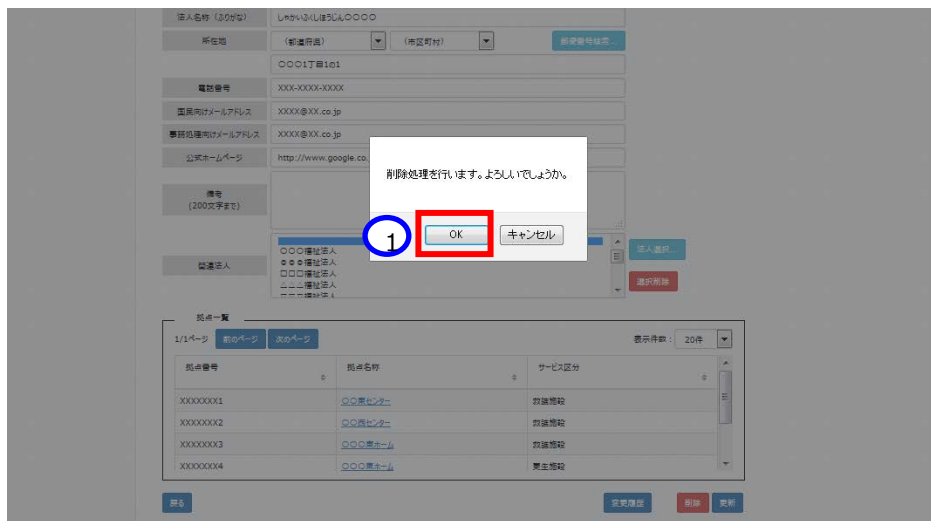 法人名称（ふりがな） しゃかいふくしほうじん〇〇〇〇
所在地 （都道府県） （市区町村） 郵便番号検索...
〇〇〇1丁目1の1
電話番号 XXX-XXXX-XXXX
国民向けメールアドレス XXXX@XX.co.jp
事務処理向けメールアドレス XXXX@XX.co.jp
公式ホームページ http://www.google.co.
削除処理を行います。よろしいでしょうか。
備考
(200文字まで)
1 OK キャンセル
関連法人
〇〇〇福祉法人
法人選択...
◎◎◎福祉法人
□□□福祉法人
△△△福祉法人
選択削除
拠点一覧
1/1ページ 前のページ 次のページ 表示件数： 20件
拠点番号 拠点名称 サービス区分
XXXXXXX1 〇〇東センター 救護施設
XXXXXXX2 〇〇西センター 救護施設
XXXXXXX3 〇〇〇東ホーム 救護施設
XXXXXXX4 〇〇〇東ホーム 更生施設
戻る 変更履歴 削除 更新